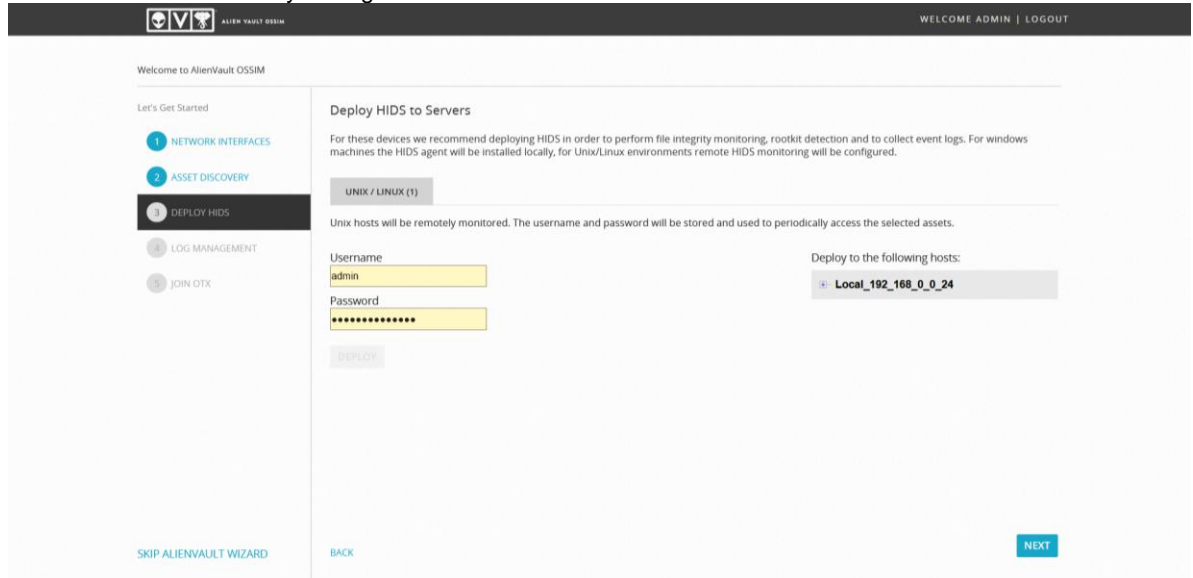 ALIEN VAULT OSSIM
WELCOME ADMIN | LOGOUT
Welcome to AlienVault OSSIM
Let's Get Started
1 NETWORK INTERFACES
2 ASSET DISCOVERY
3 DEPLOY HIDS
4 LOG MANAGEMENT
5 JOIN OTX
SKIP ALIENVAULT WIZARD
Deploy HIDS to Servers
For these devices we recommend deploying HIDS in order to perform file integrity monitoring, rootkit detection and to collect event logs. For windows
machines the HIDS agent will be installed locally, for Unix/Linux environments remote HIDS monitoring will be configured.
UNIX / LINUX (1)
Unix hosts will be remotely monitored. The username and password will be stored and used to periodically access the selected assets.
Username
admin
Password
••••••••••••••
DEPLOY
Deploy to the following hosts:
Local_192_168_0_0_24
BACK
NEXT